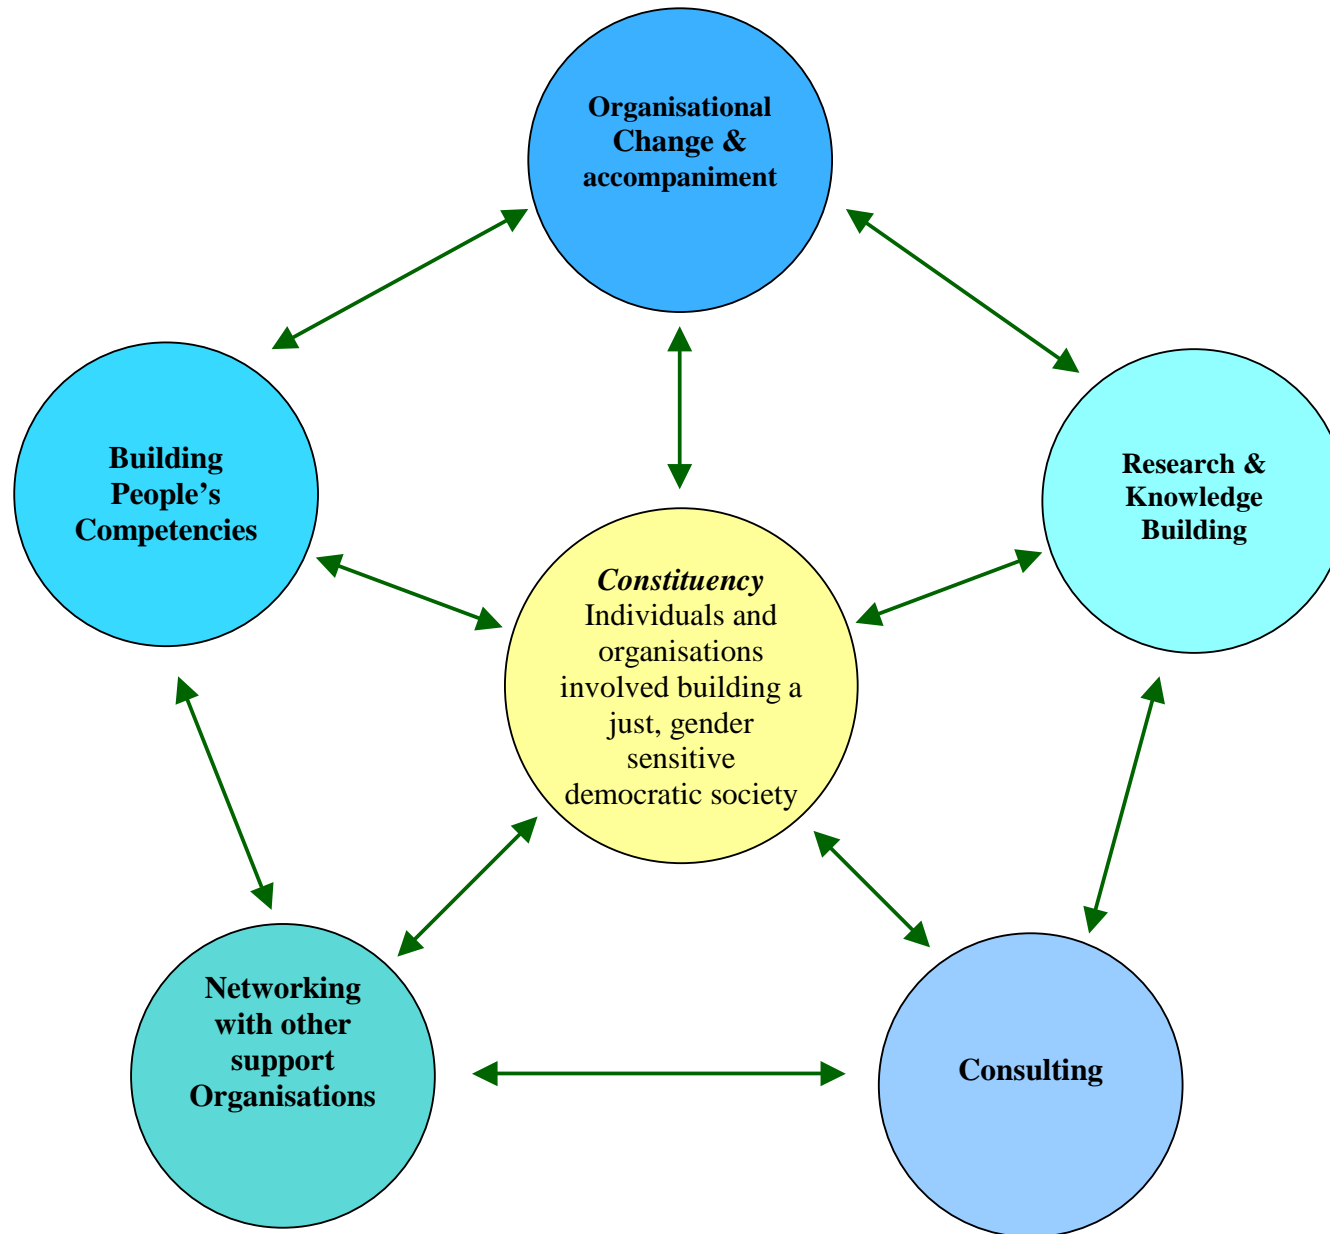 Organisational
Change &
accompaniment
Building
People’s
Competencies
Research &
Knowledge
Building
Constituency
Individuals and
organisations
involved building a
just, gender
sensitive
democratic society
Networking
with other
support
Organisations
Consulting